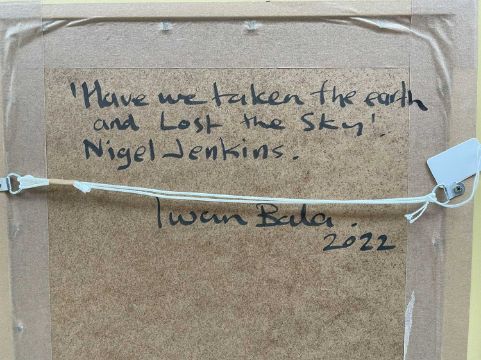 'Have we taken the earth
and Lost the Sky'.
Nigel Jenkins.
Iwan Bala.
2022